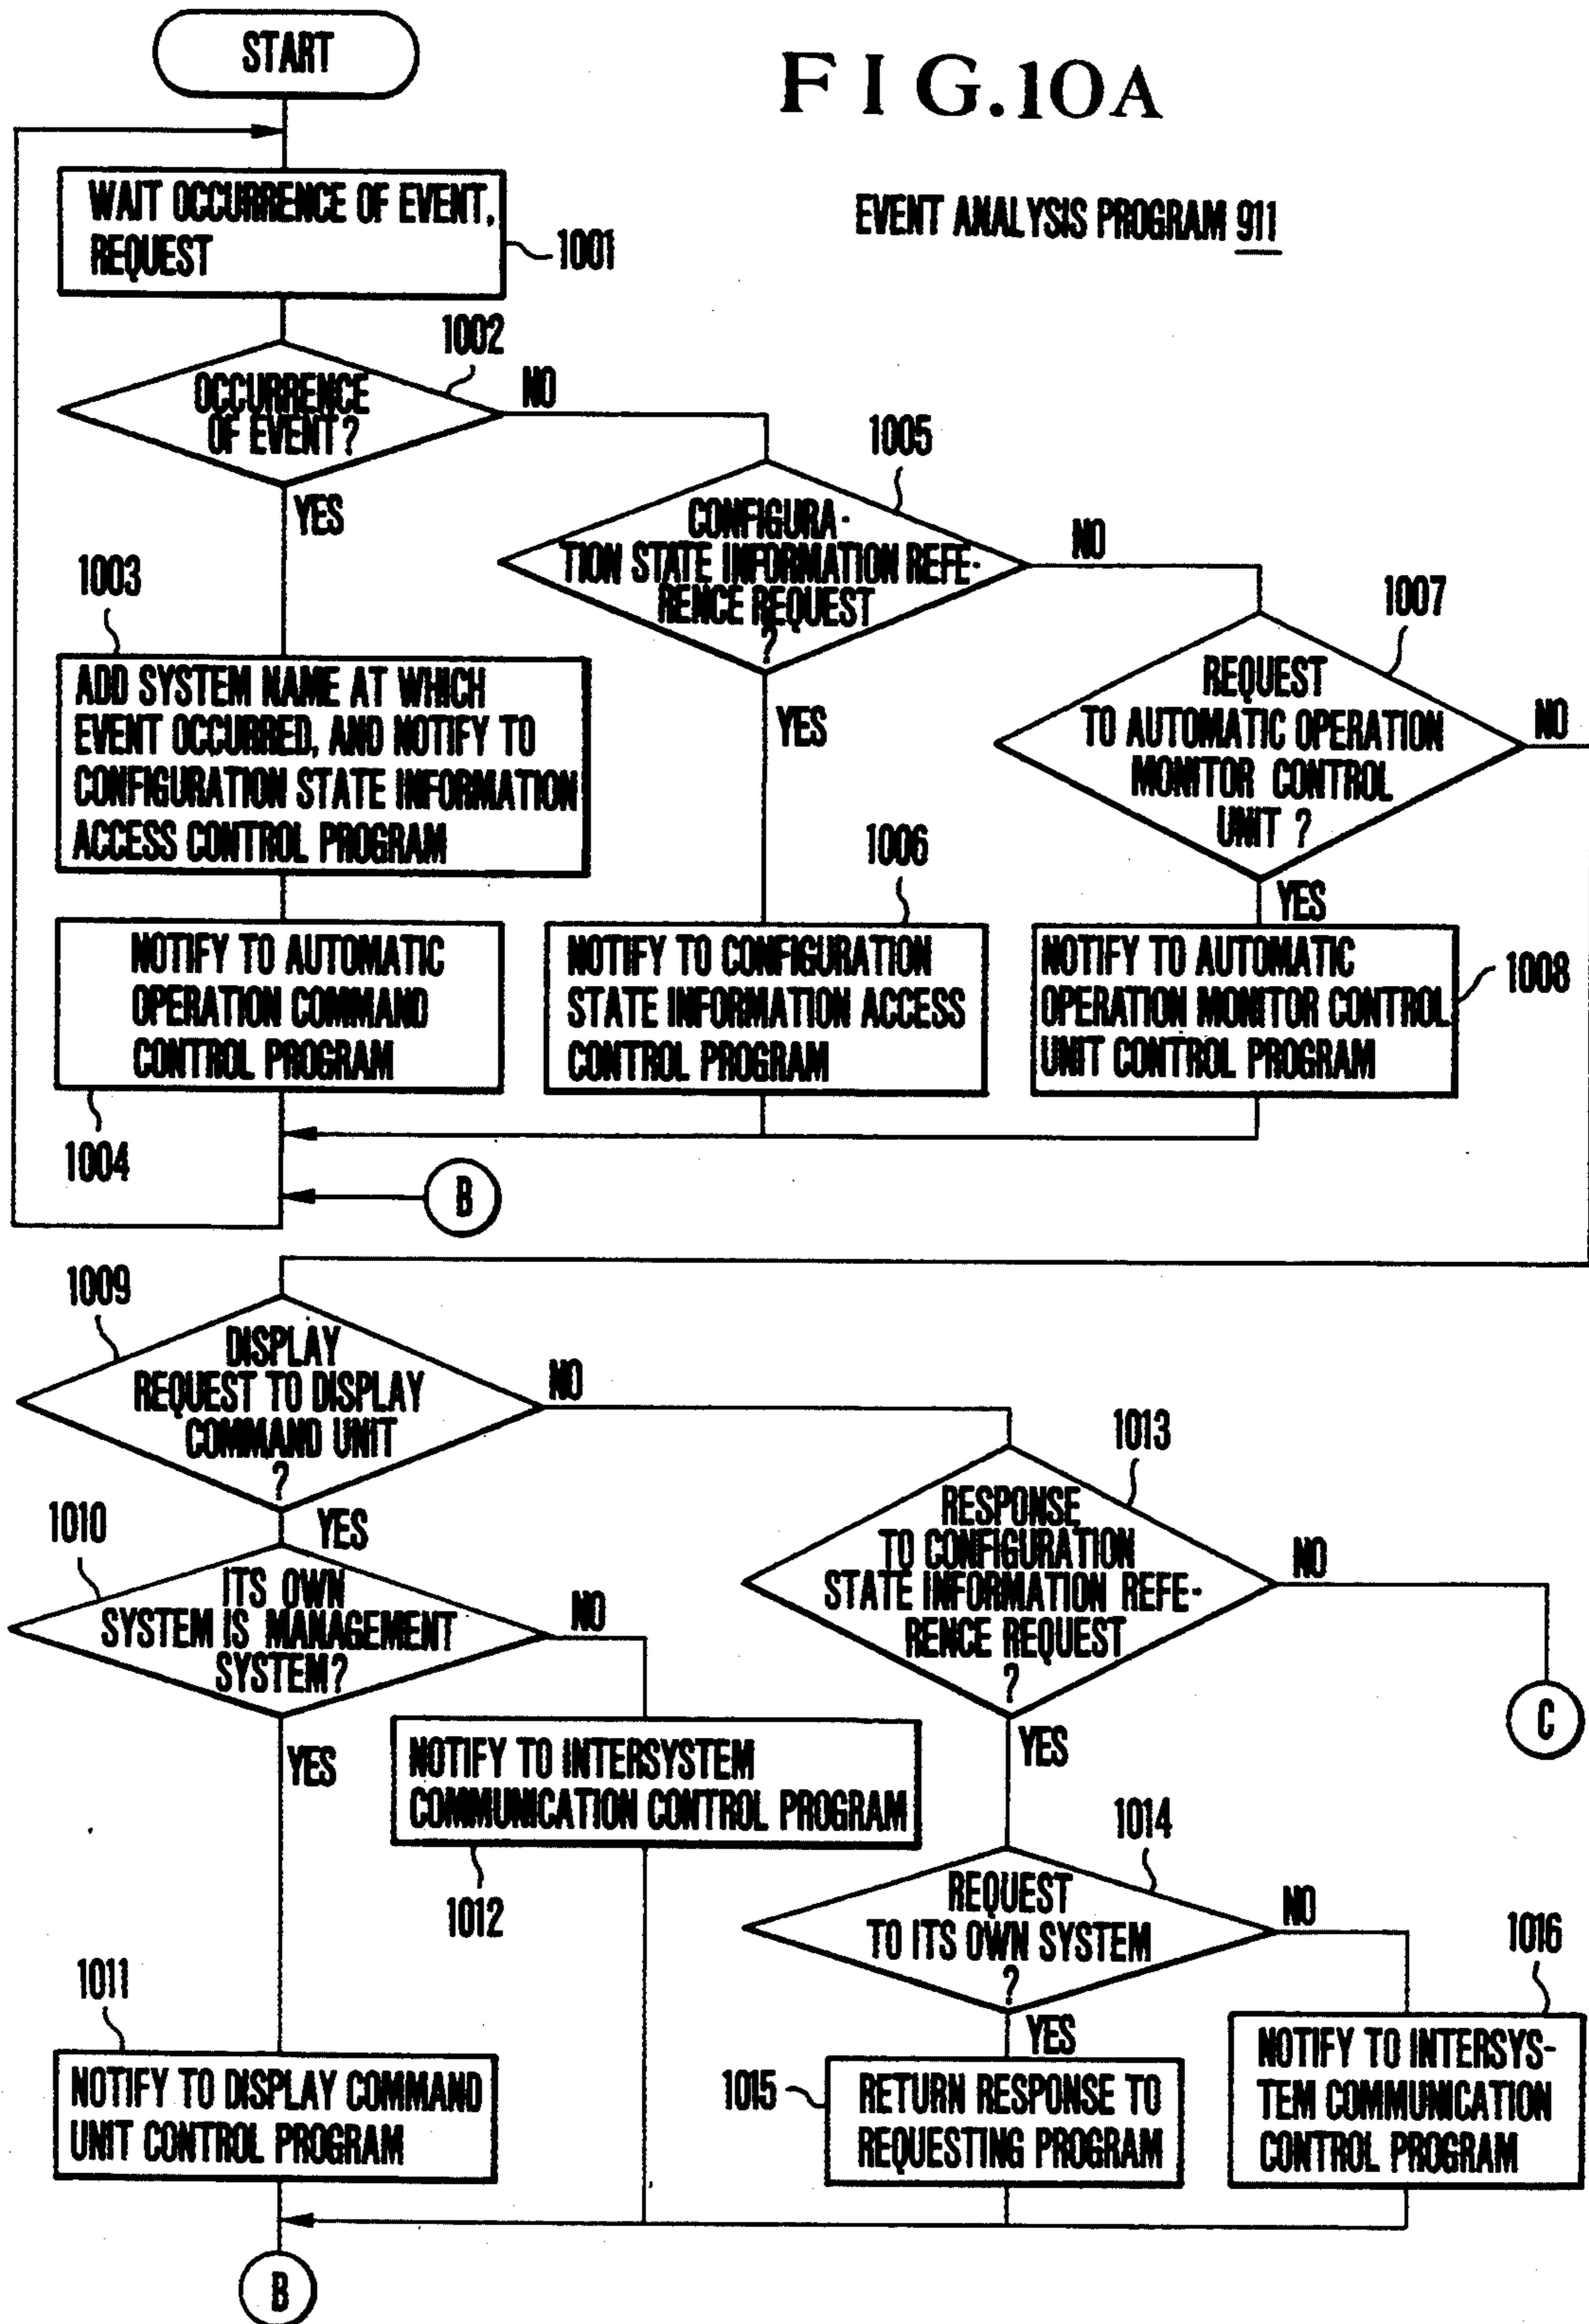 START
FIG.10A
WAIT OCCURRENCE OF EVENT,
REQUEST
1001
EVENT ANALYSIS PROGRAM 911
1002
OCCURRENCE
OF EVENT?
NO
YES
1005
CONFIGURA-
TION STATE INFORMATION REFE-
RENCE REQUEST
?
NO
YES
1003
ADD SYSTEM NAME AT WHICH
EVENT OCCURRED, AND NOTIFY TO
CONFIGURATION STATE INFORMATION
ACCESS CONTROL PROGRAM
1007
REQUEST
TO AUTOMATIC OPERATION
MONITOR CONTROL
UNIT ?
NO
YES
NOTIFY TO AUTOMATIC
OPERATION COMMAND
CONTROL PROGRAM
1004
1006
NOTIFY TO CONFIGURATION
STATE INFORMATION ACCESS
CONTROL PROGRAM
NOTIFY TO AUTOMATIC
OPERATION MONITOR CONTROL
UNIT CONTROL PROGRAM
1008
B
1009
DISPLAY
REQUEST TO DISPLAY
COMMAND UNIT
?
NO
YES
1010
ITS OWN
SYSTEM IS MANAGEMENT
SYSTEM?
NO
YES
1013
RESPONSE
TO CONFIGURATION
STATE INFORMATION REFE-
RENCE REQUEST
?
NO
YES
C
NOTIFY TO INTERSYSTEM
COMMUNICATION CONTROL PROGRAM
1012
1014
REQUEST
TO ITS OWN SYSTEM
?
NO
YES
1011
NOTIFY TO DISPLAY COMMAND
UNIT CONTROL PROGRAM
1015
RETURN RESPONSE TO
REQUESTING PROGRAM
1016
NOTIFY TO INTERSYS-
TEM COMMUNICATION
CONTROL PROGRAM
B